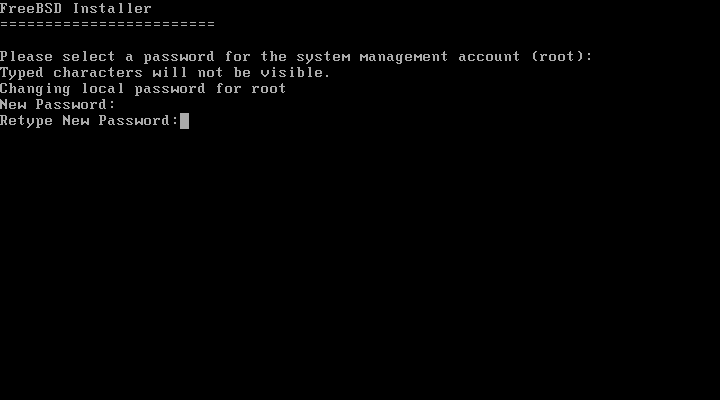 FreeBSD Installer
========================
Please select a password for the system management account (root):
Typed characters will not be visible.
Changing local password for root
New Password:
Retype New Password: